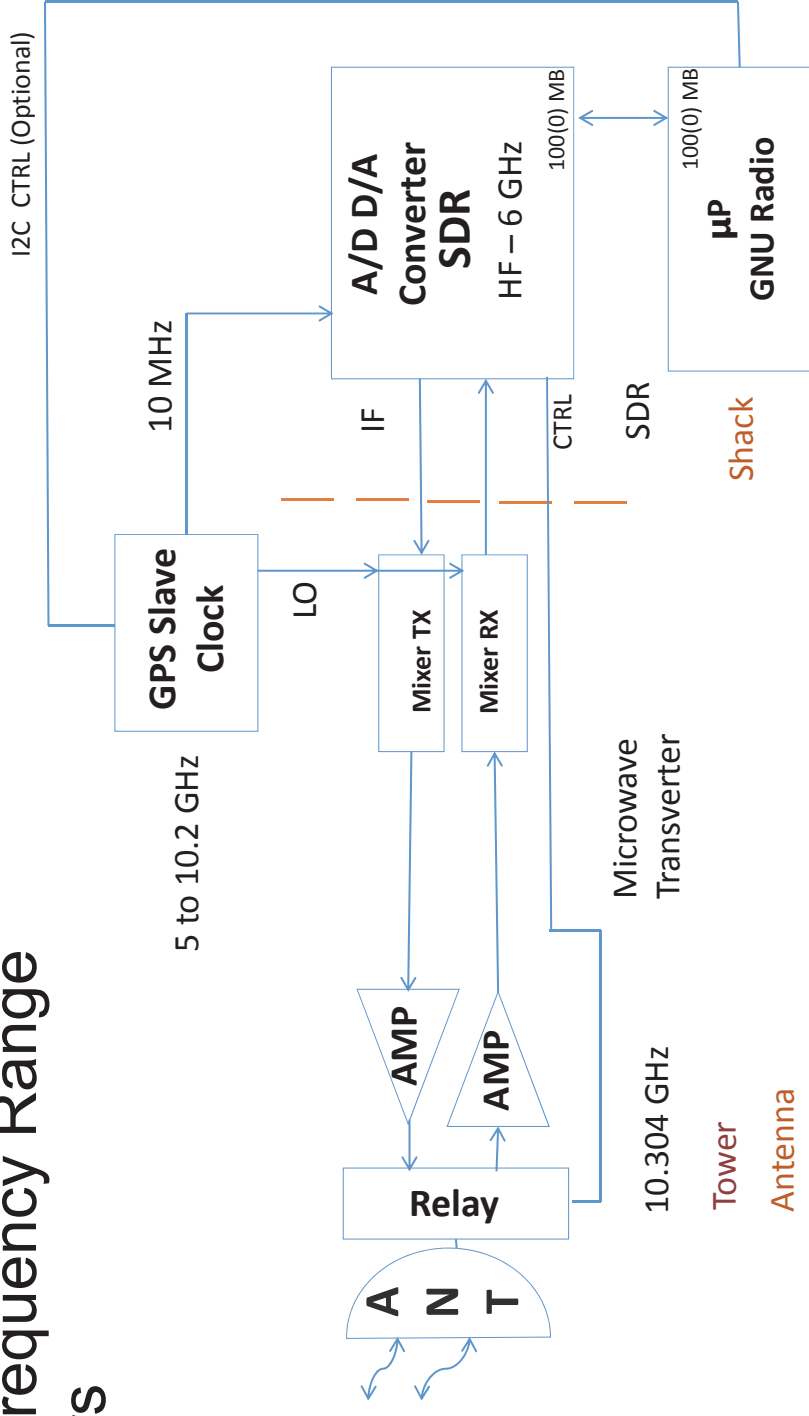 requency Range
s
I2C CTRL (Optional)
10 MHz
GPS Slave
Clock
5 to 10.2 GHz
LO
IF
A/D D/A
Converter
SDR
HF – 6 GHz
100(0) MB
A
N
T
Relay
AMP
AMP
Mixer TX
Mixer RX
CTRL
SDR
Microwave
Transverter
10.304 GHz
100(0) MB
µP
GNU Radio
Tower
Shack
Antenna